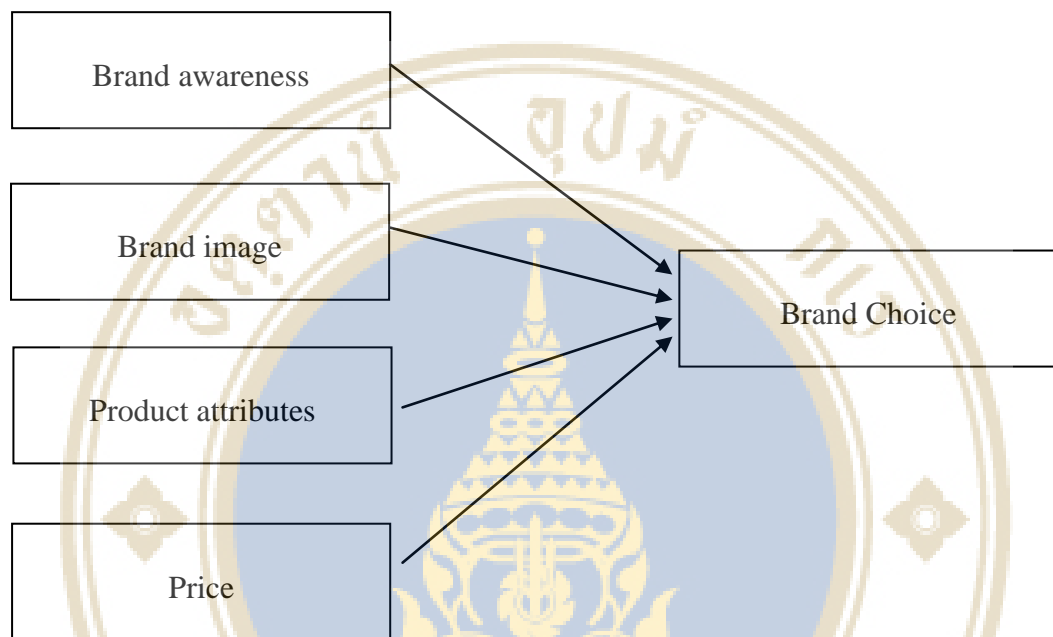 Brand awareness
Brand image
Brand Choice
Product attributes
Price